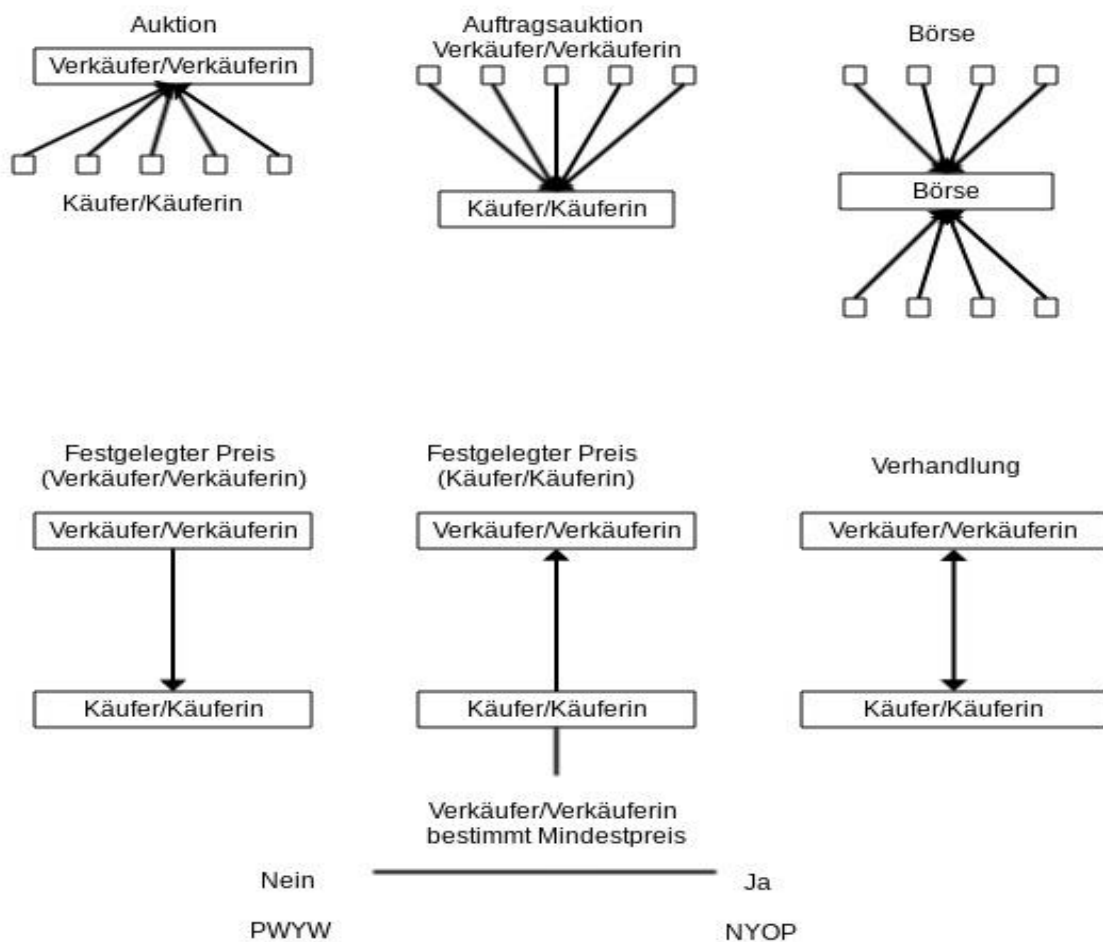 Auktion
Verkäufer/Verkäuferin
Käufer/Käuferin
Auftragsauktion
Verkäufer/Verkäuferin
Käufer/Käuferin
Börse
Börse
Festgelegter Preis
(Verkäufer/Verkäuferin)
Verkäufer/Verkäuferin
Käufer/Käuferin
Festgelegter Preis
(Käufer/Käuferin)
Verkäufer/Verkäuferin
Käufer/Käuferin
Verhandlung
Verkäufer/Verkäuferin
Käufer/Käuferin
Verkäufer/Verkäuferin
bestimmt Mindestpreis
Nein
Ja
PWYW
NYOP